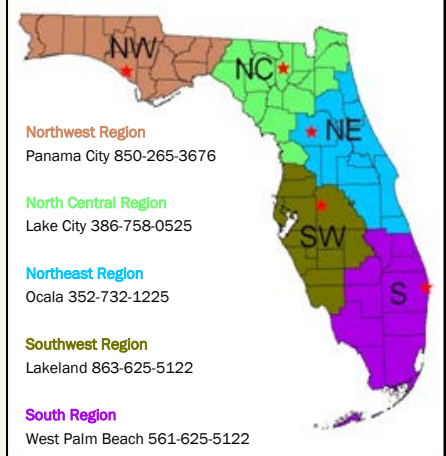 NW
NC
NE
SW
S
Northwest Region
Panama City 850-265-3676
North Central Region
Lake City 386-758-0525
Northeast Region
Ocala 352-732-1225
Southwest Region
Lakeland 863-625-5122
South Region
West Palm Beach 561-625-5122